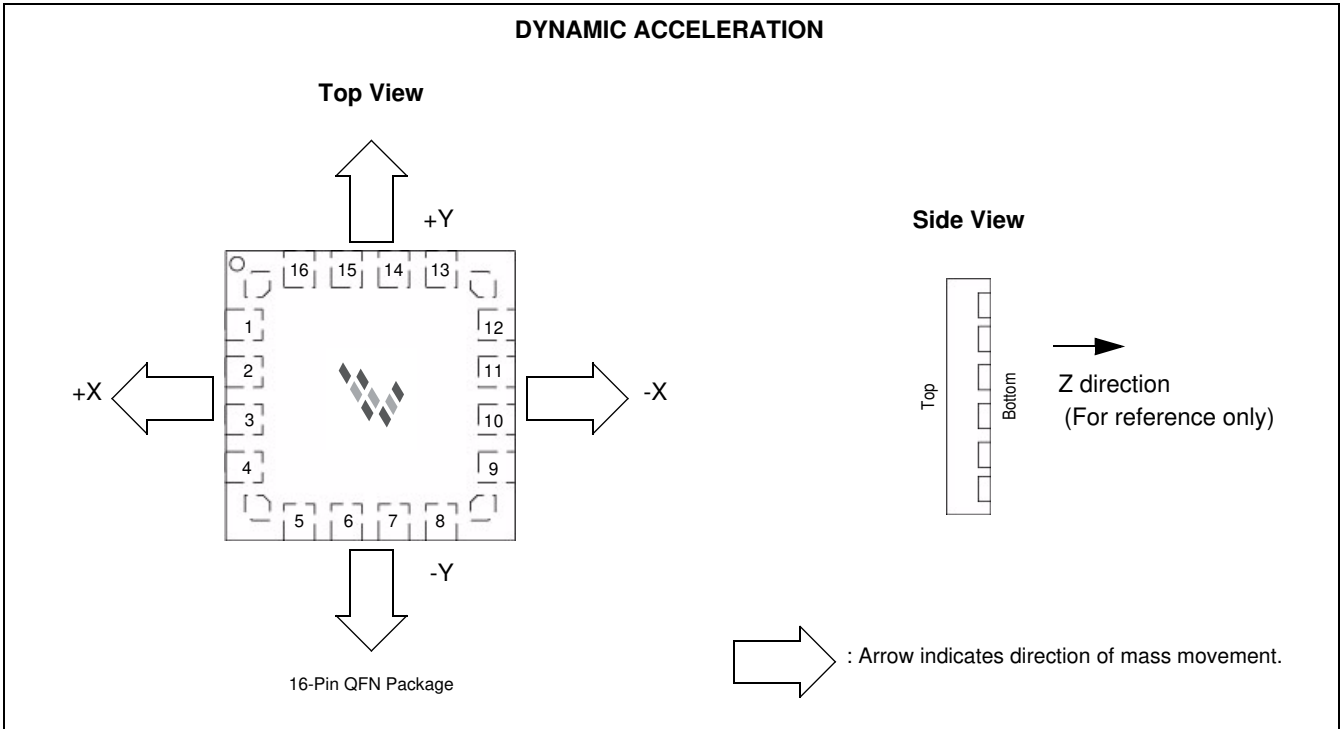 DYNAMIC ACCELERATION
Top View
+Y
16 15 14 13
1
2
3
4
12
11
10
9
5 6 7 8
+X
-X
-Y
16-Pin QFN Package
Side View
Top
Bottom
Z direction
(For reference only)
: Arrow indicates direction of mass movement.